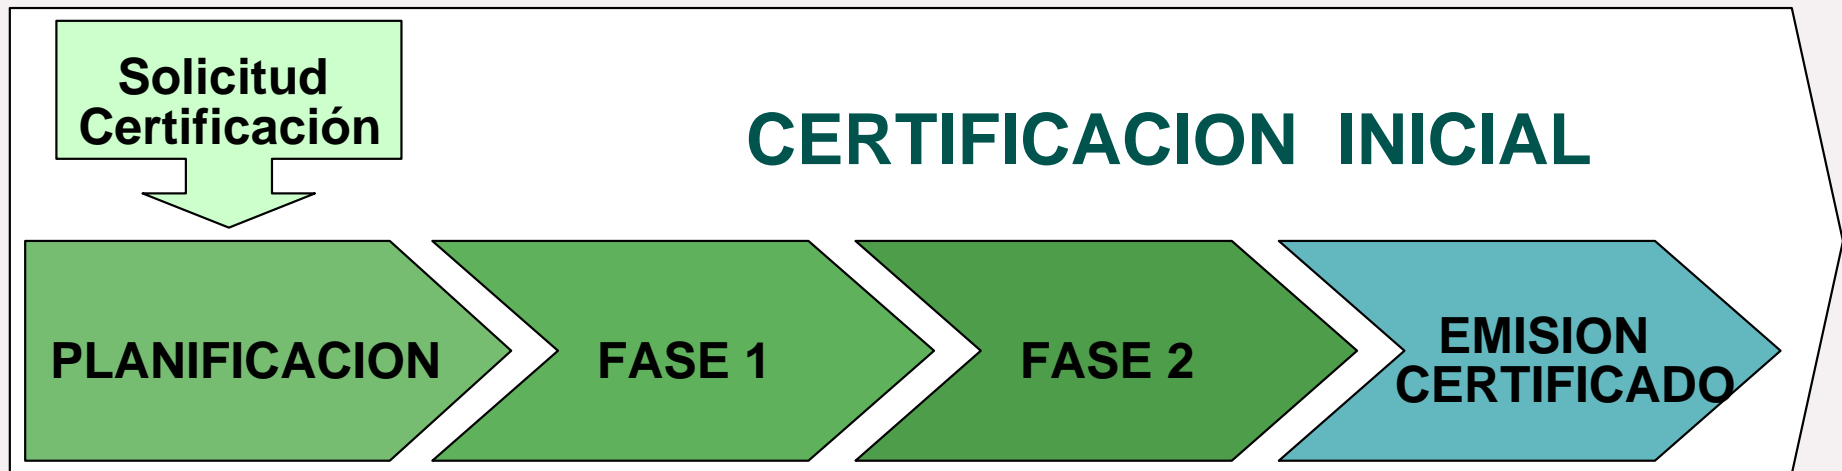 Solicitud
Certificación
CERTIFICACION INICIAL
PLANIFICACION
FASE 1
FASE 2
EMISION
CERTIFICADO